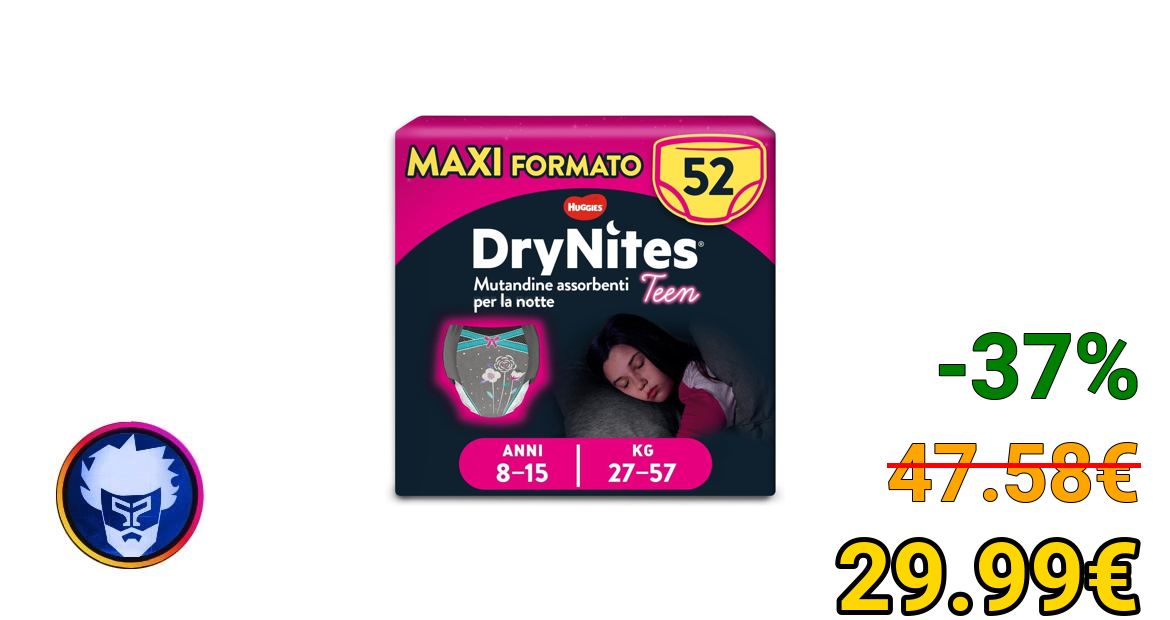 MAXI FORMATO
52
HUGGIES
DryNites®
Mutandine assorbenti
per la notte
Teen
ANNI
8–15
KG
27–57
-37%
47.58€
29.99€